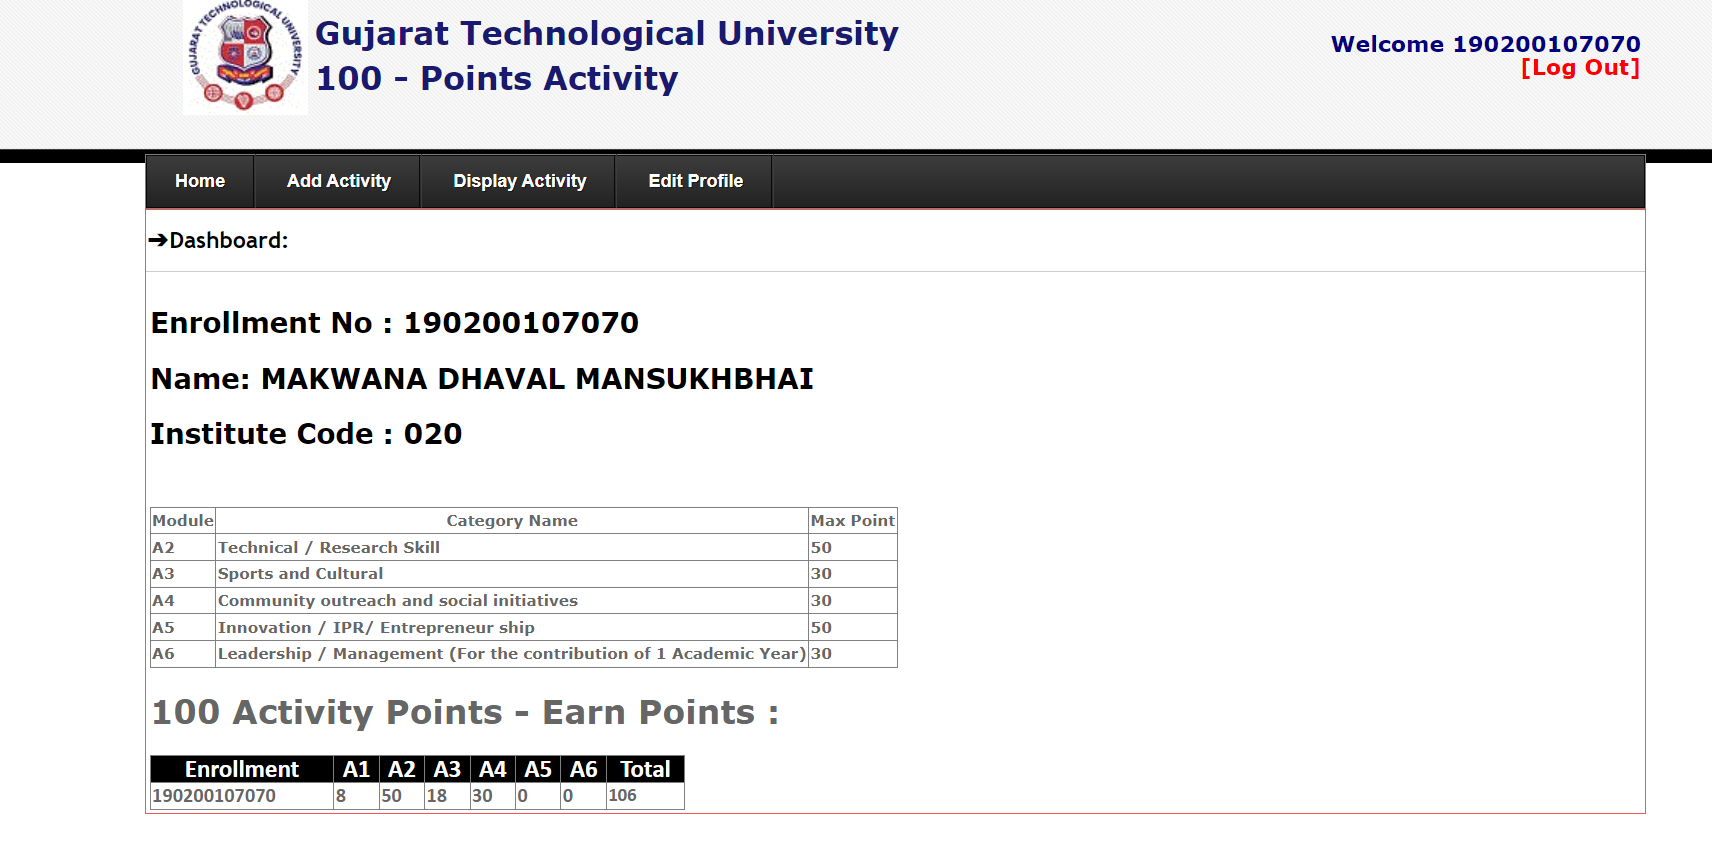 GUJARAT TECHNOLOGICAL UNIVERSITY
Gujarat Technological University
100 - Points Activity
Welcome 190200107070
[Log Out]
Home Add Activity Display Activity Edit Profile
➔Dashboard:
Enrollment No : 190200107070
Name: MAKWANA DHAVAL MANSUKHBHAI
Institute Code : 020
Module Category Name Max Point
A2 Technical / Research Skill 50
A3 Sports and Cultural 30
A4 Community outreach and social initiatives 30
A5 Innovation / IPR/ Entrepreneur ship 50
A6 Leadership / Management (For the contribution of 1 Academic Year) 30
100 Activity Points - Earn Points :
Enrollment A1 A2 A3 A4 A5 A6 Total
190200107070 8 50 18 30 0 0 106